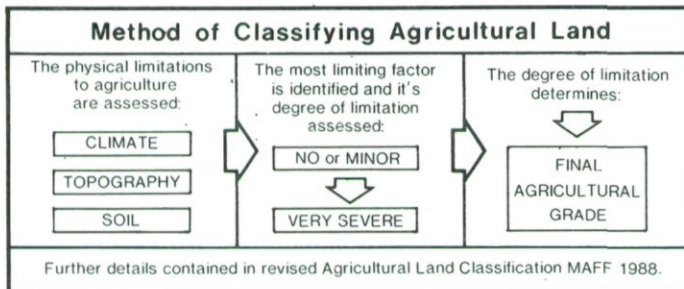 Method of Classifying Agricultural Land
The physical limitations
to agriculture
are assessed:
CLIMATE
TOPOGRAPHY
SOIL
The most limiting factor
is identified and it's
degree of limitation
assessed:
NO or MINOR
VERY SEVERE
The degree of limitation
determines:
FINAL
AGRICULTURAL
GRADE
Further details contained in revised Agricultural Land Classification MAFF 1988.